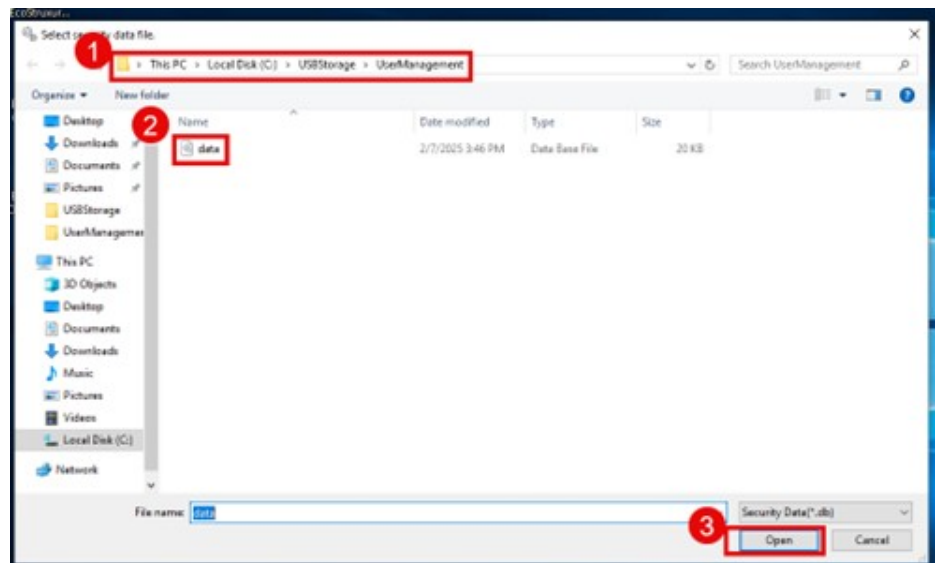 Select security data file.
1
This PC > Local Disk (C:) > USBStorage > UserManagement
Search UserManagement
Organize
New folder
2
Name
Date modified
Type
Size
data
2/7/2025 3:46 PM
Data Base File
20 KB
Desktop
Downloads
Documents
Pictures
USBStorage
UserManagemen
This PC
3D Objects
Desktop
Documents
Downloads
Music
Pictures
Videos
Local Disk (C:)
Network
File name:
data
Security Data(*.db)
3
Open
Cancel